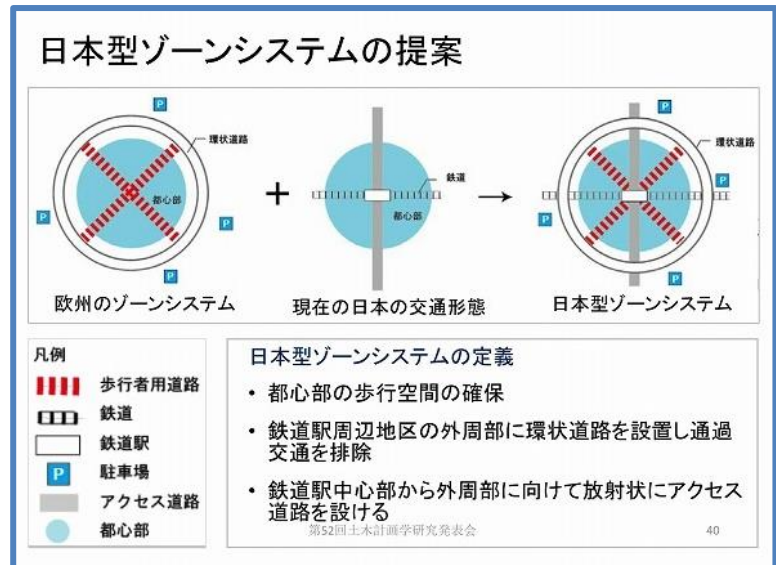 日本型ゾーンシステムの提案
P
環状道路
都心部
P
P
P
欧州のゾーンシステム
+
鉄道
都心部
現在の日本の交通形態
→
P
環状道路
P
P
P
日本型ゾーンシステム
凡例
歩行者用道路
鉄道
鉄道駅
P 駐車場
アクセス道路
都心部
日本型ゾーンシステムの定義
• 都心部の歩行空間の確保
• 鉄道駅周辺地区の外周部に環状道路を設置し通過
交通を排除
• 鉄道駅中心部から外周部に向けて放射状にアクセス
道路を設ける
第52回土木計画学研究発表会
40